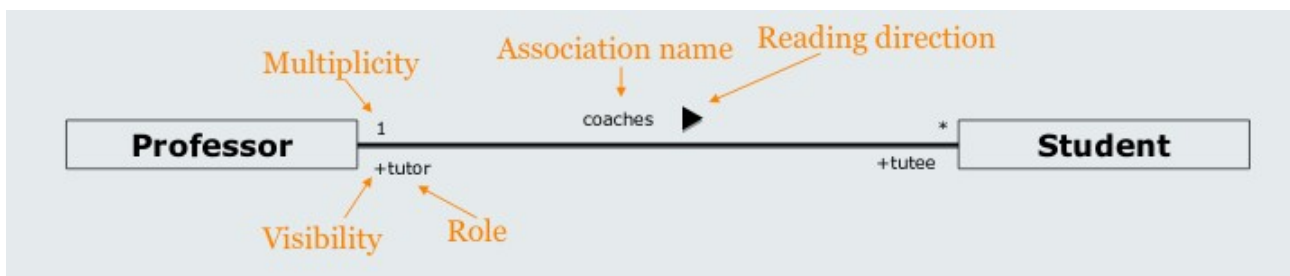 Multiplicity
Association name
Reading direction
coaches
1
*
Professor
Student
+tutor
+tutee
Visibility
Role